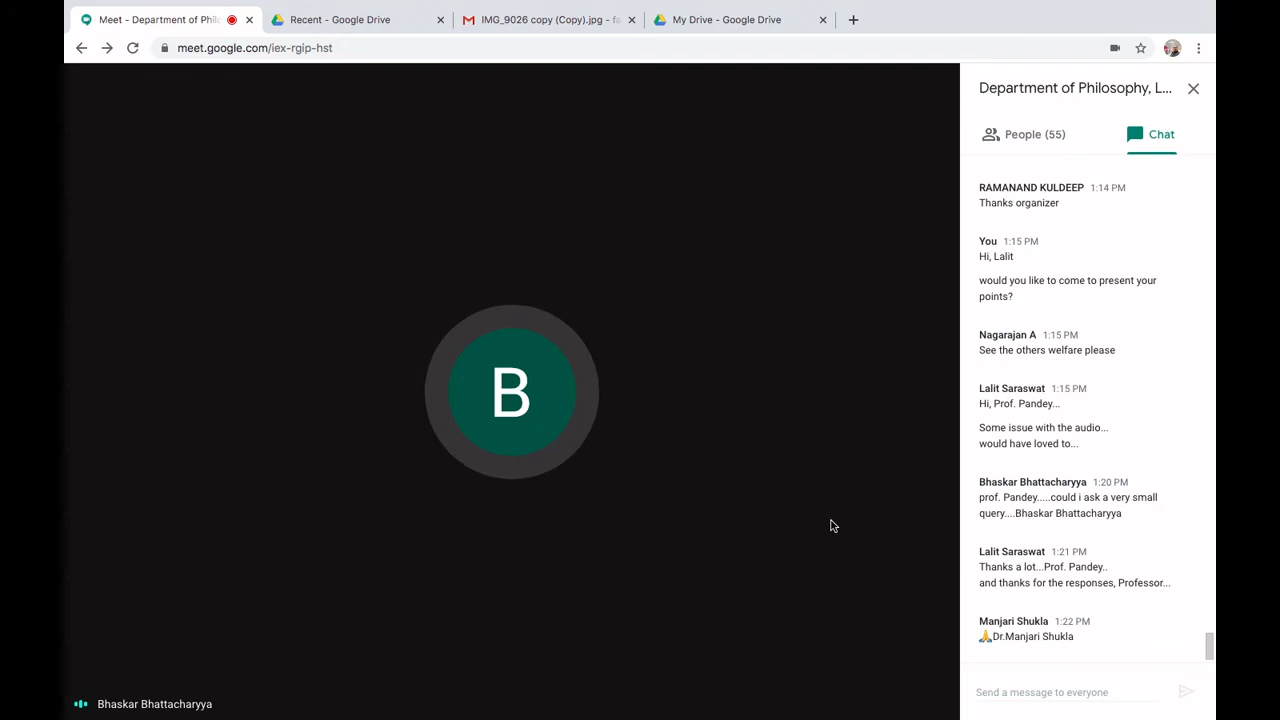 Meet - Department of Philo
Recent - Google Drive
IMG_9026 copy (Copy).jpg - fa
My Drive - Google Drive
meet.google.com/iex-rgip-hst
Department of Philosophy, L...
People (55)
Chat
RAMANAND KULDEEP 1:14 PM
Thanks organizer
You 1:15 PM
Hi, Lalit
would you like to come to present your
points?
Nagarajan A 1:15 PM
See the others welfare please
Lalit Saraswat 1:15 PM
Hi, Prof. Pandey...
Some issue with the audio...
would have loved to...
Bhaskar Bhattacharyya 1:20 PM
prof. Pandey.....could i ask a very small
query....Bhaskar Bhattacharyya
Lalit Saraswat 1:21 PM
Thanks a lot...Prof. Pandey..
and thanks for the responses, Professor...
Manjari Shukla 1:22 PM
🙏Dr.Manjari Shukla
Send a message to everyone
B
Bhaskar Bhattacharyya